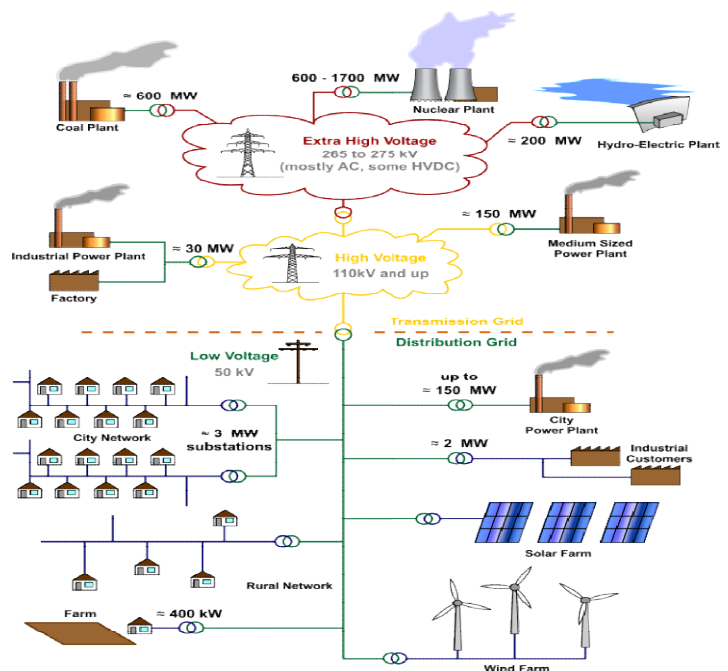 600 - 1700 MW
≈ 600 MW
Nuclear Plant
Coal Plant
Extra High Voltage
265 to 275 kV
(mostly AC, some HVDC)
≈ 200 MW
Hydro-Electric Plant
≈ 150 MW
Medium Sized
Power Plant
Industrial Power Plant
≈ 30 MW
Factory
High Voltage
110kV and up
Transmission Grid
Distribution Grid
Low Voltage
50 kV
up to
≈ 150 MW
City
Power Plant
City Network
≈ 3 MW
substations
≈ 2 MW
Industrial
Customers
Solar Farm
Rural Network
Farm
≈ 400 kW
Wind Farm